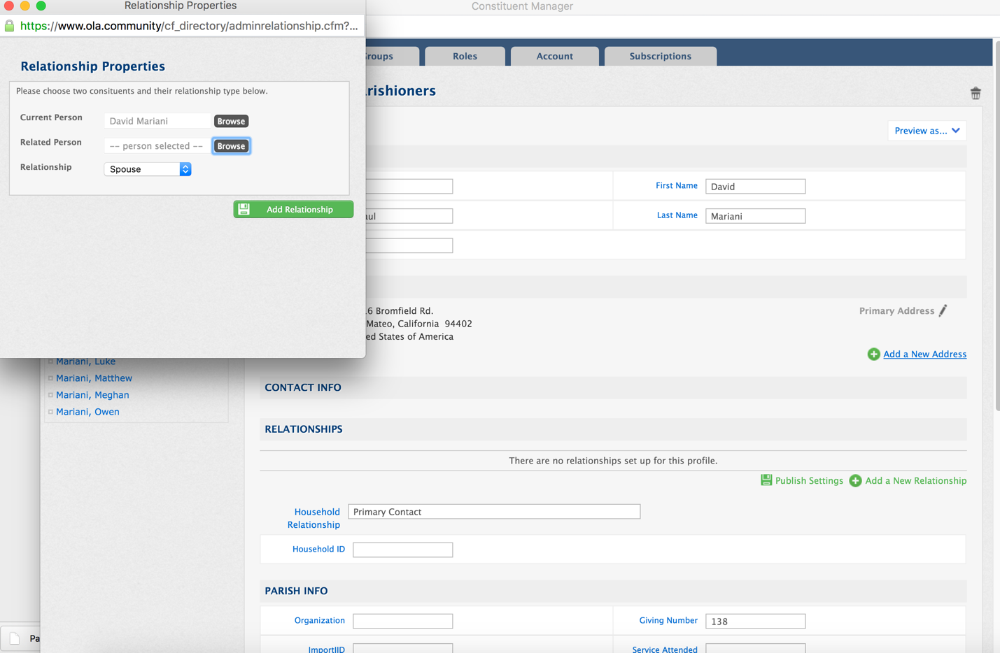 Relationship Properties
Constituent Manager
https://www.ola.community/cf_directory/adminrelationship.cfm?...
Relationship Properties
Please choose two consituents and their relationship type below.
Current Person
David Mariani
Browse
Related Person
-- person selected --
Browse
Relationship
Spouse
Add Relationship
roups
Roles
Account
Subscriptions
rishioners
Preview as...
First Name
David
aul
Last Name
Mariani
6 Bromfield Rd.
Mateo, California 94402
ed States of America
Primary Address
Add a New Address
Mariani, Luke
Mariani, Matthew
Mariani, Meghan
Mariani, Owen
CONTACT INFO
RELATIONSHIPS
There are no relationships set up for this profile.
Publish Settings
Add a New Relationship
Household
Relationship
Primary Contact
Household ID
PARISH INFO
Organization
Giving Number
138
ImportIID
Service Attended
Pa